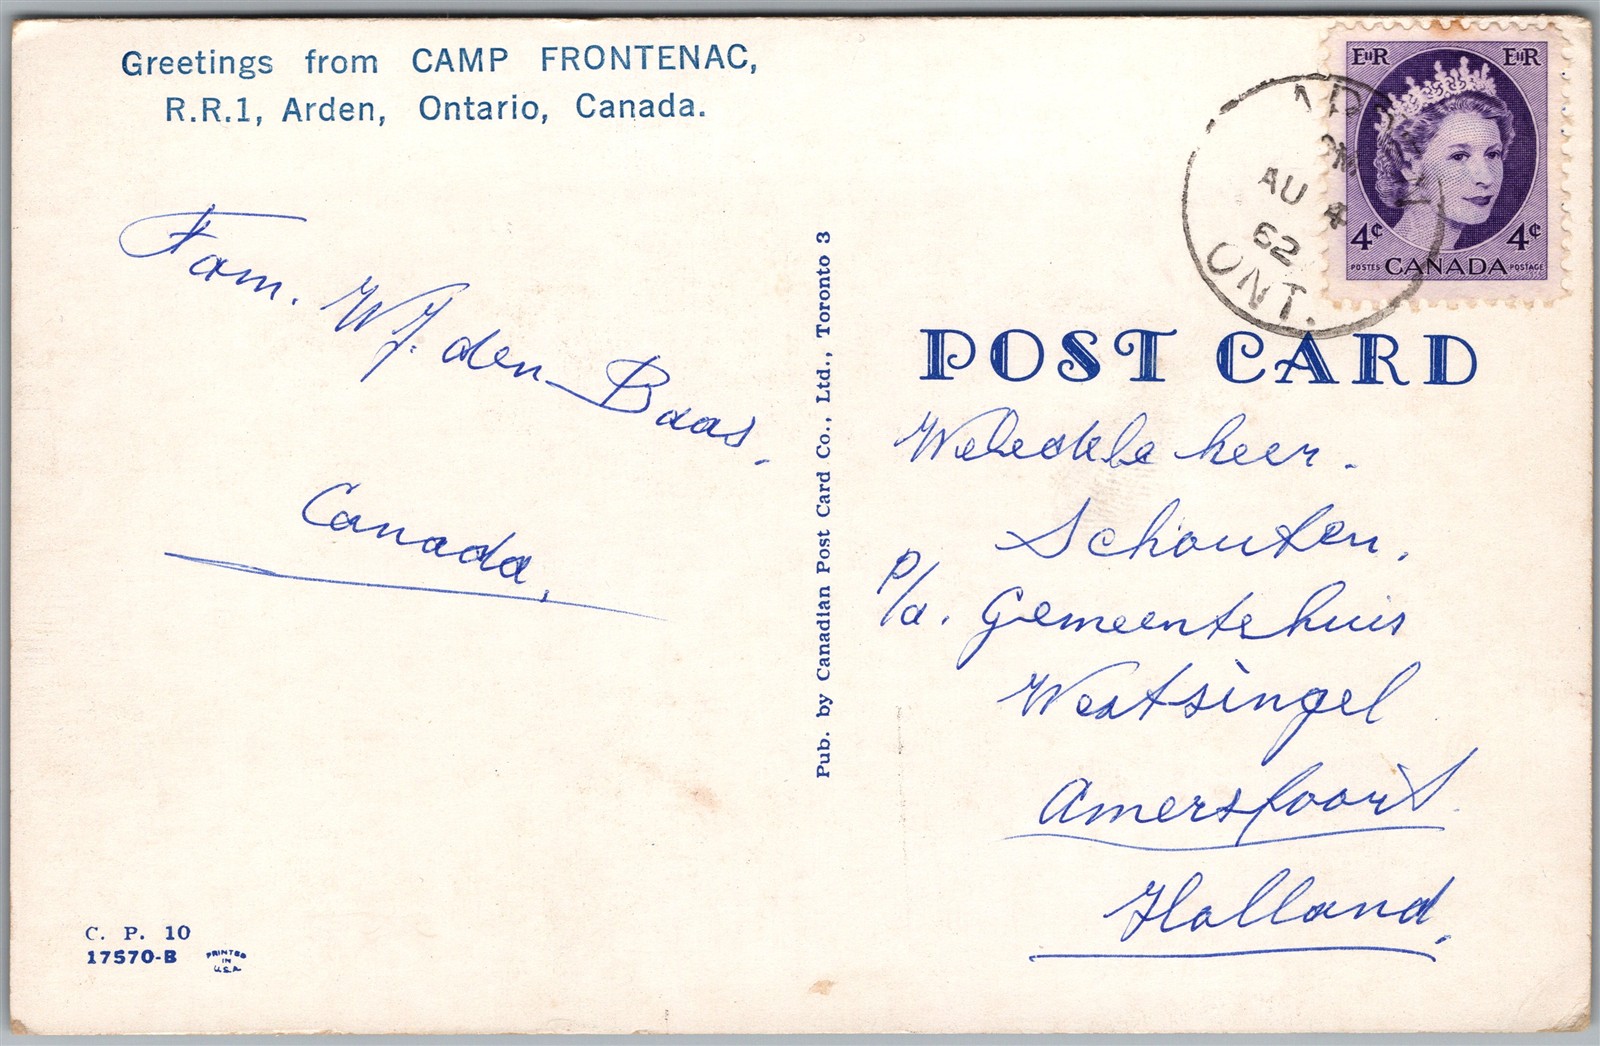 Greetings from CAMP FRONTENAC,
R.R.1, Arden, Ontario, Canada.
Fam. W.J. den Baas,
Canada,
C. P. 10
17570-B
PRINTED
IN
U.S.A.
Pub. by Canadian Post Card Co., Ltd., Toronto 3
ARDEN
PM
AU 4
62
ONT.
EIIR EIIR
4¢ 4¢
POSTES CANADA POSTAGE
POST CARD
heer.
Schouten,
p/a. Gemeentehuis
Westsingel
Amersfoort
Holland,